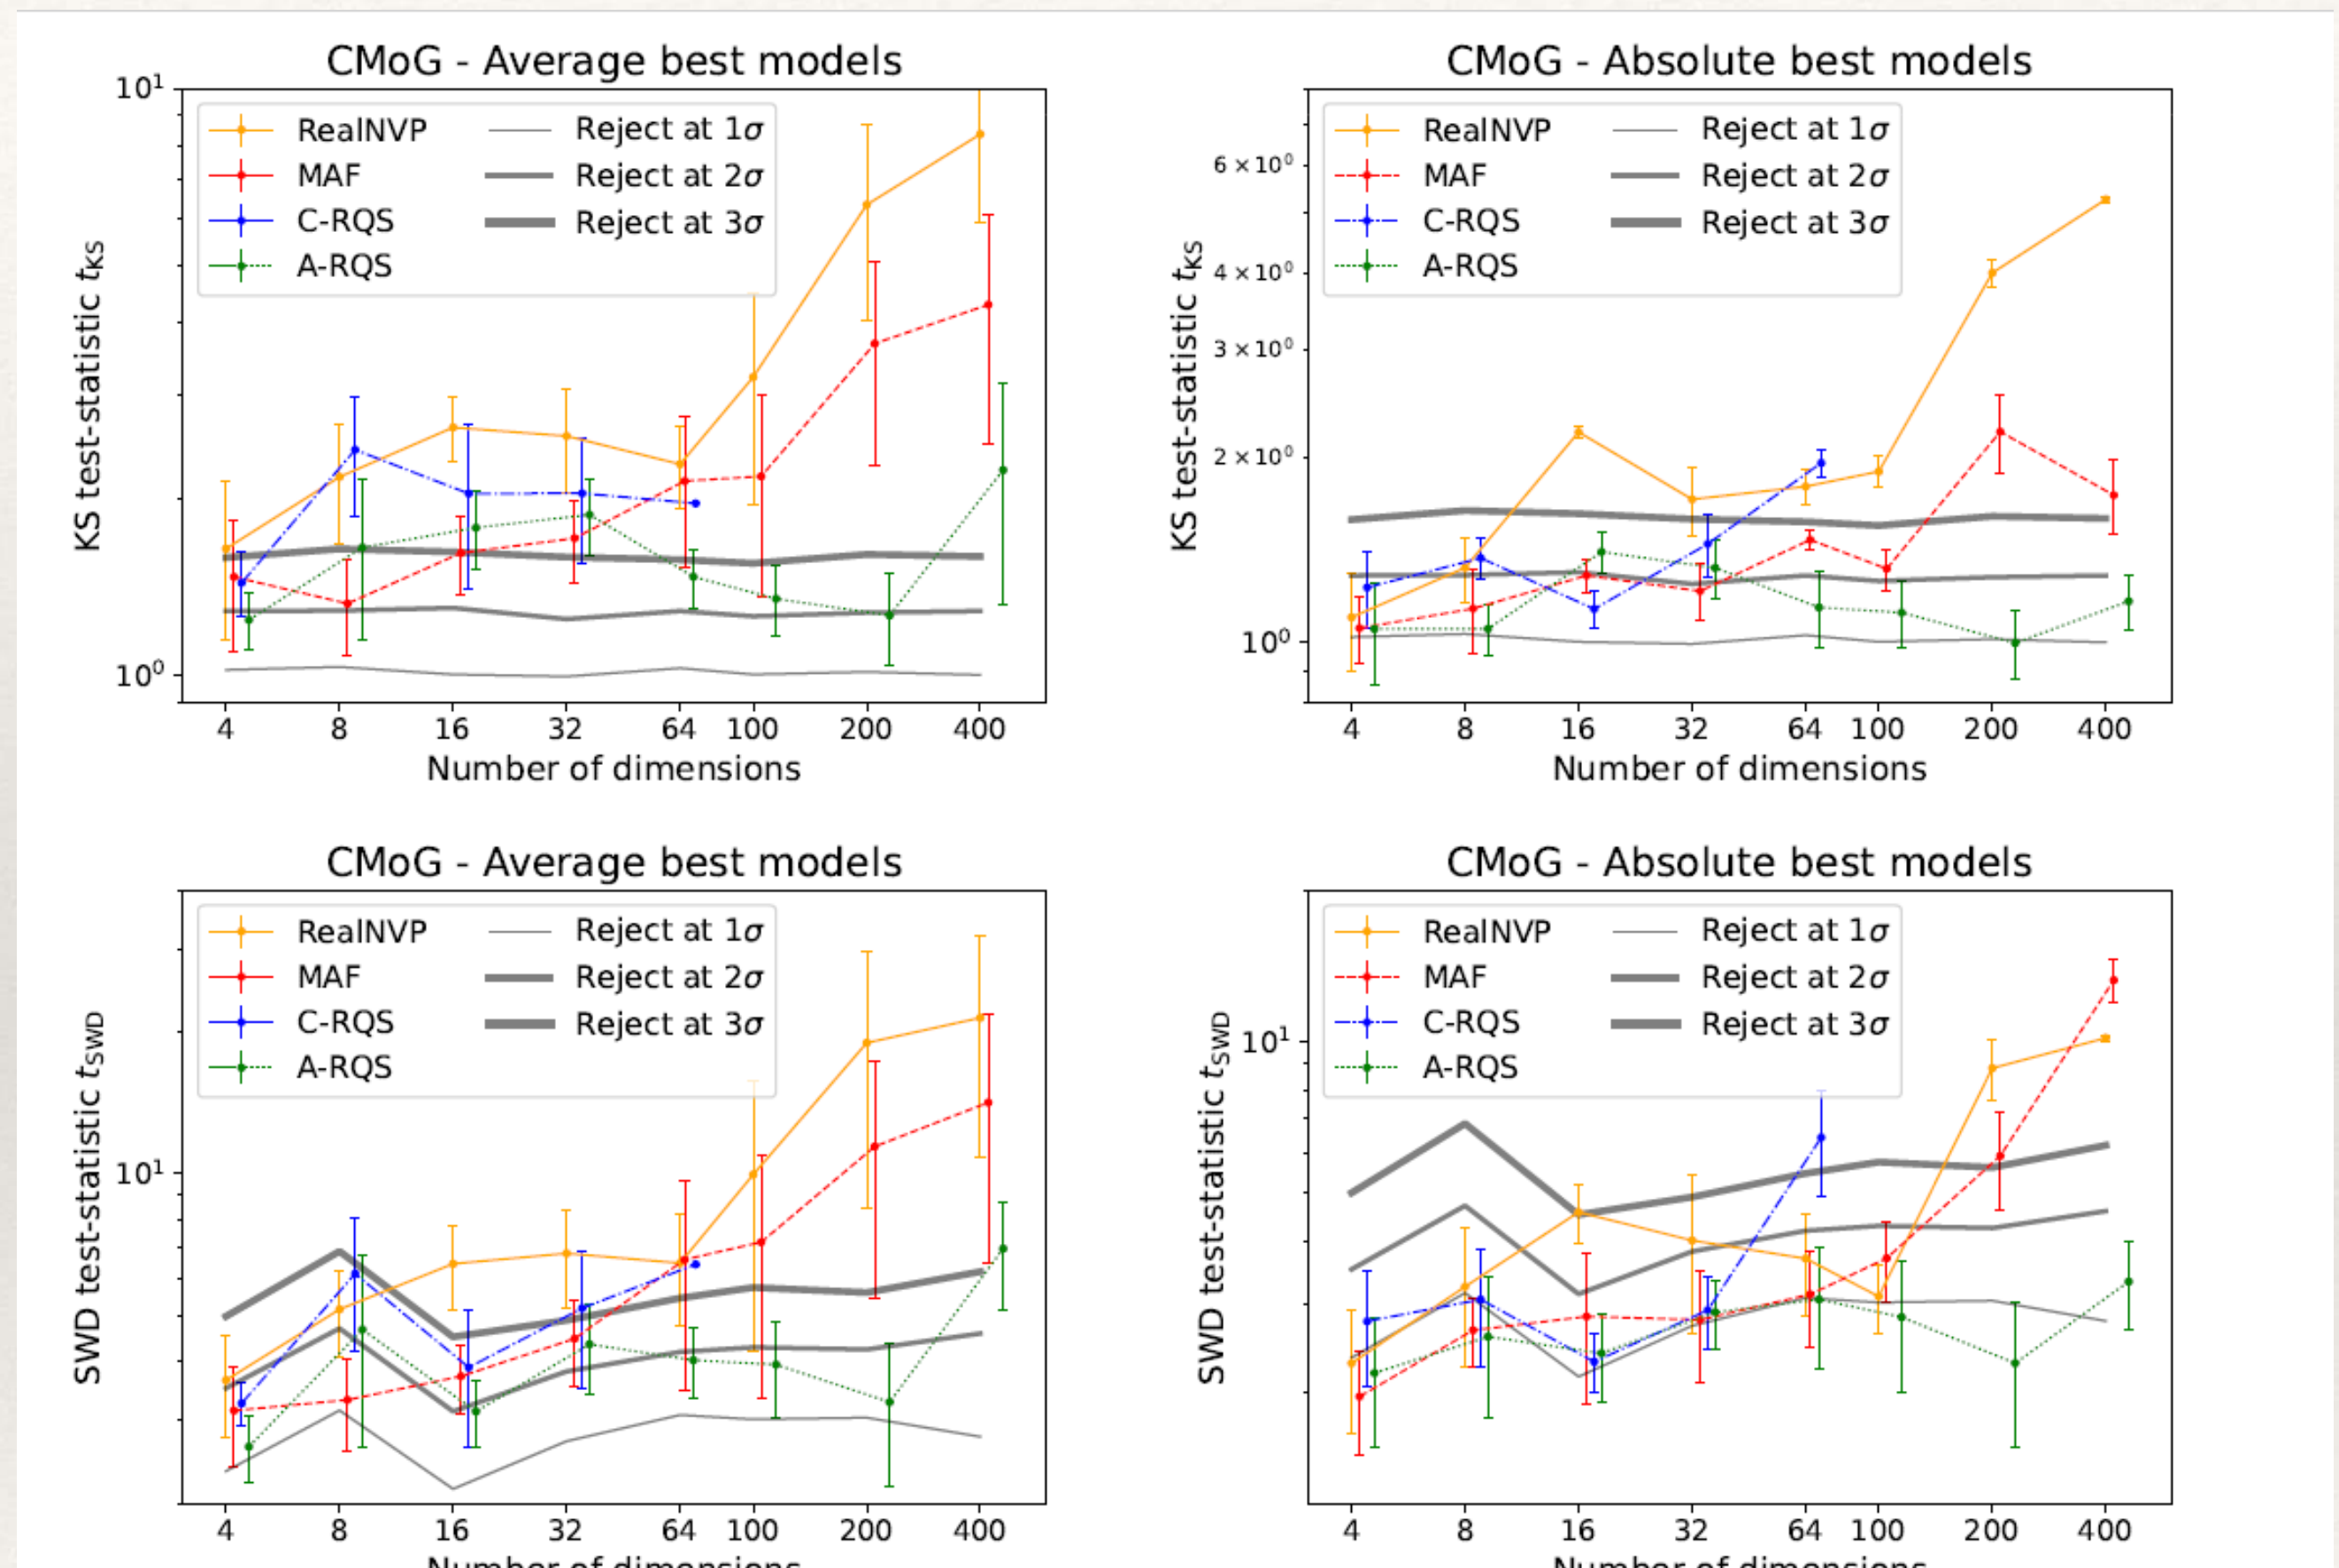 CMoG - Average best models
10¹
RealNVP
MAF
C-RQS
A-RQS
Reject at 1σ
Reject at 2σ
Reject at 3σ
KS test-statistic t_KS
10⁰
4 8 16 32 64 100 200 400
Number of dimensions
CMoG - Absolute best models
RealNVP
MAF
C-RQS
A-RQS
Reject at 1σ
Reject at 2σ
Reject at 3σ
6 × 10⁰
4 × 10⁰
3 × 10⁰
2 × 10⁰
10⁰
KS test-statistic t_KS
4 8 16 32 64 100 200 400
Number of dimensions
CMoG - Average best models
RealNVP
MAF
C-RQS
A-RQS
Reject at 1σ
Reject at 2σ
Reject at 3σ
SWD test-statistic t_SWD
10¹
4 8 16 32 64 100 200 400
Number of dimensions
CMoG - Absolute best models
RealNVP
MAF
C-RQS
A-RQS
Reject at 1σ
Reject at 2σ
Reject at 3σ
SWD test-statistic t_SWD
10¹
4 8 16 32 64 100 200 400
Number of dimensions